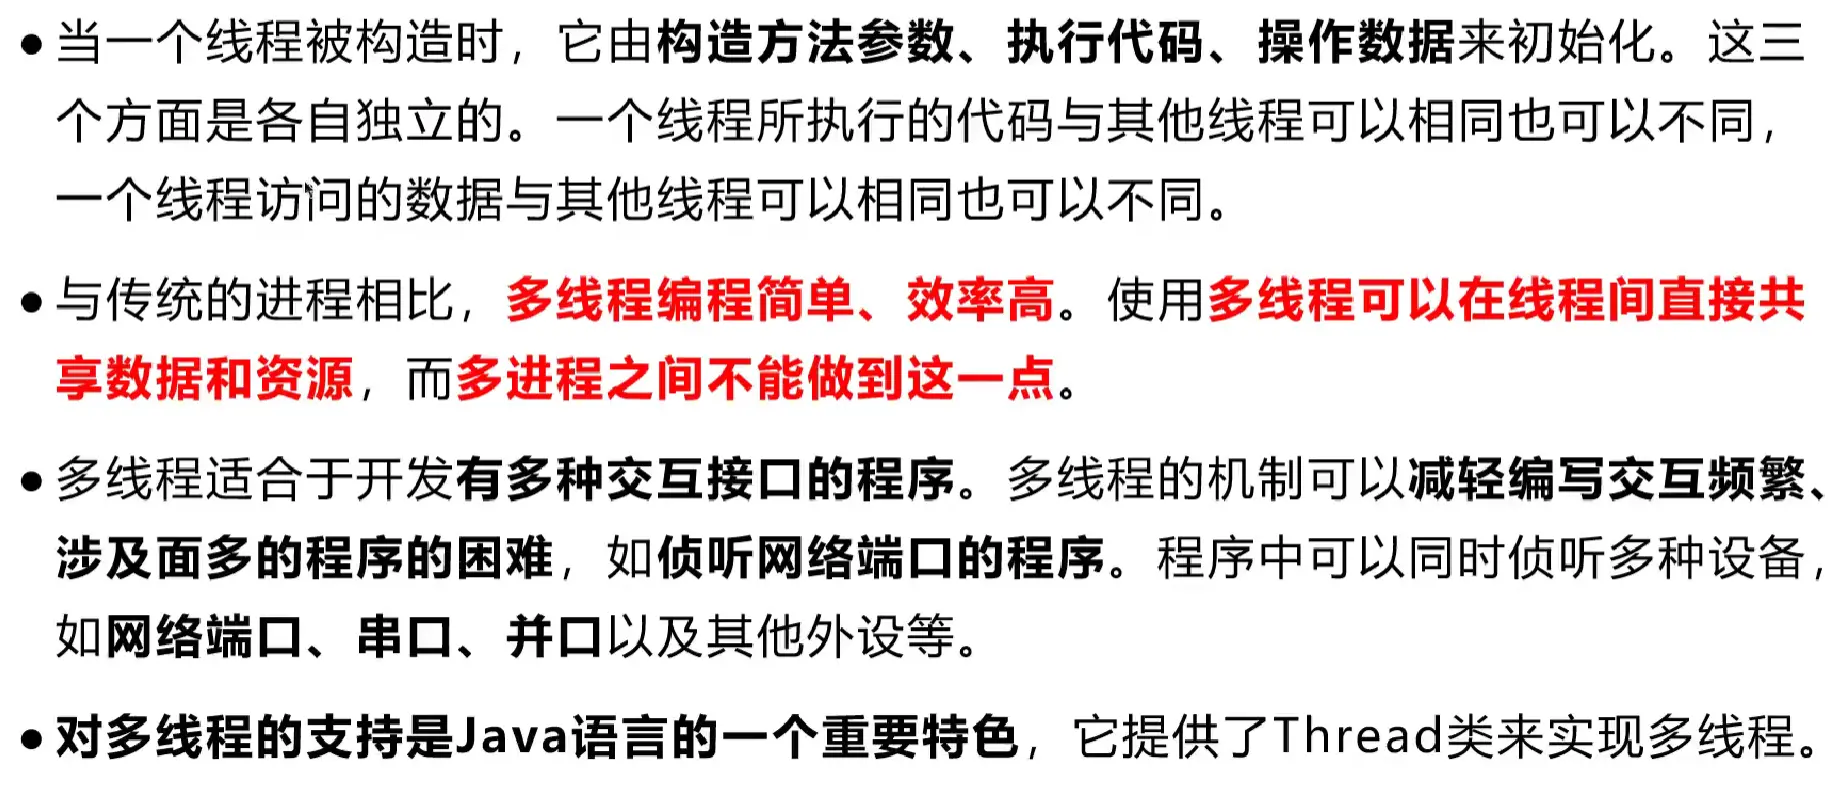 ●当一个线程被构造时，它由构造方法参数、执行代码、操作数据来初始化。这三
个方面是各自独立的。一个线程所执行的代码与其他线程可以相同也可以不同，
一个线程访问的数据与其他线程可以相同也可以不同。
●与传统的进程相比，多线程编程简单、效率高。使用多线程可以在线程间直接共
享数据和资源，而多进程之间不能做到这一点。
●多线程适合于开发有多种交互接口的程序。多线程的机制可以减轻编写交互频繁、
涉及面多的程序的困难，如侦听网络端口的程序。程序中可以同时侦听多种设备，
如网络端口、串口、并口以及其他外设等。
●对多线程的支持是Java语言的一个重要特色，它提供了Thread类来实现多线程。